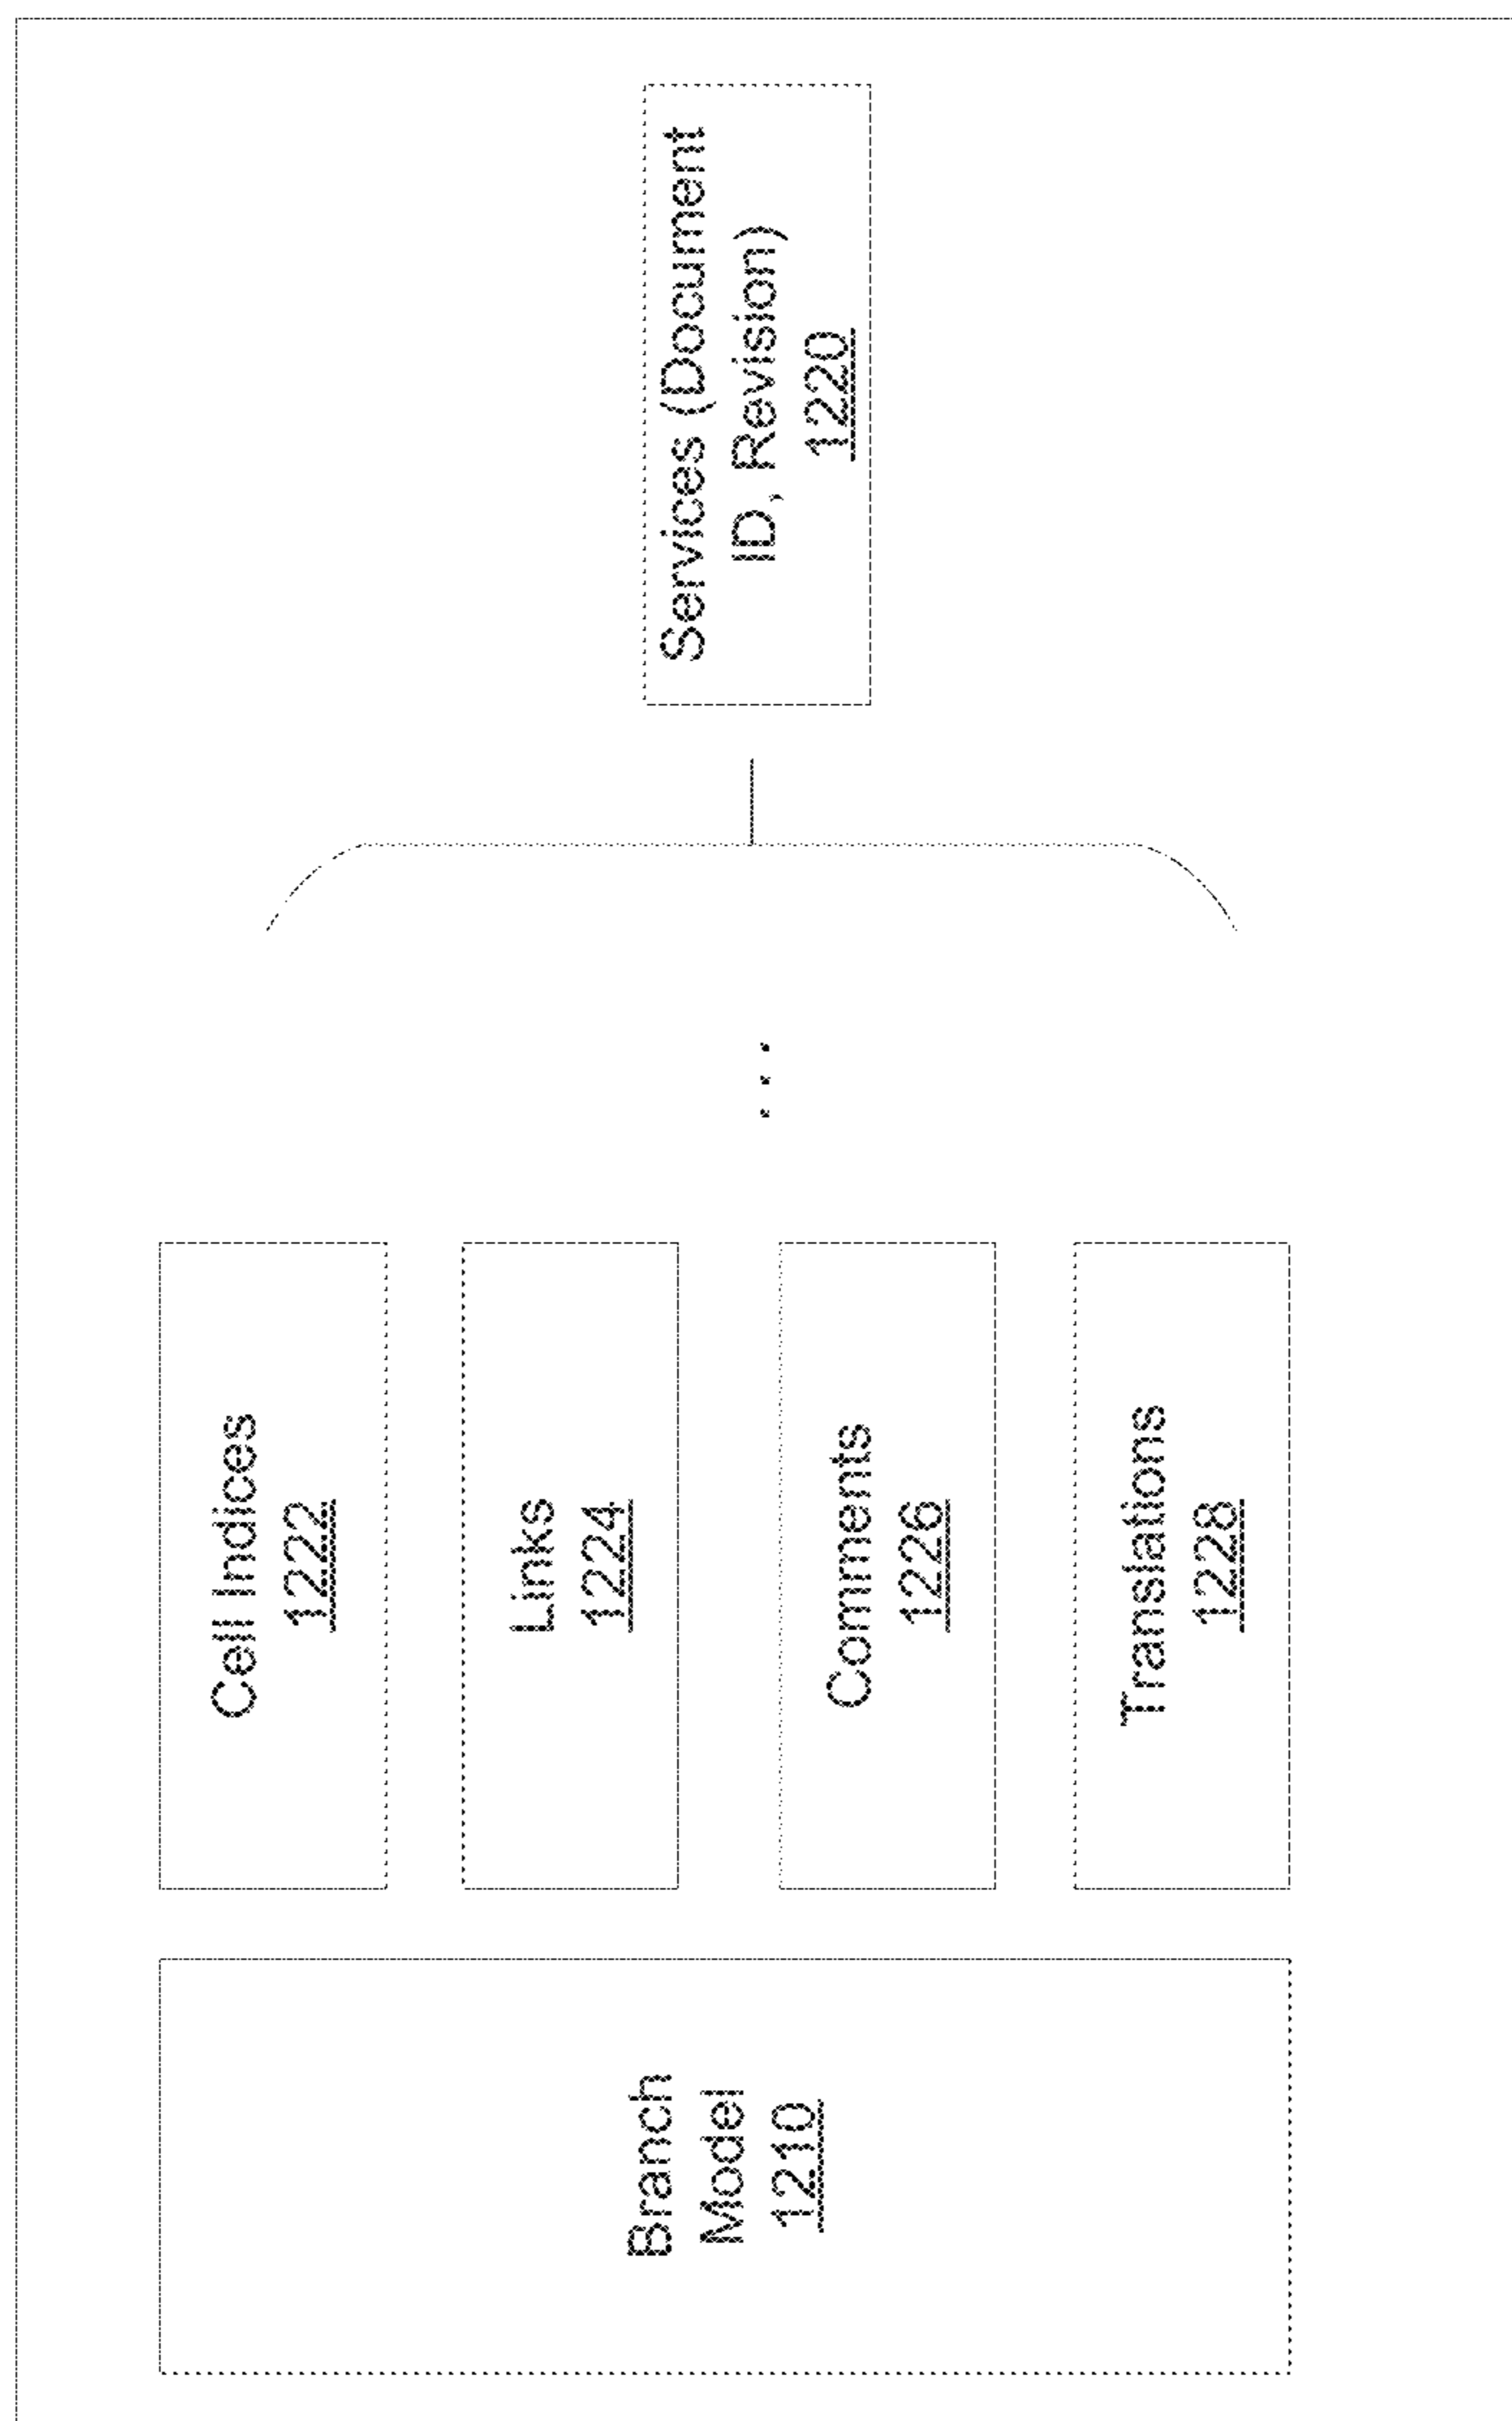 Branch
Model
1210
Cell Indices
1222
Links
1224
Comments
1226
Translations
1228
...
Services (Document
ID, Revision)
1220